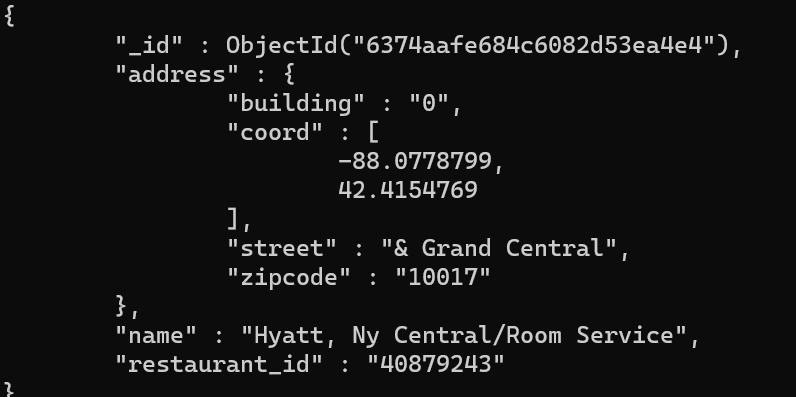 {
        "_id" : ObjectId("6374aafe684c6082d53ea4e4"),
        "address" : {
                "building" : "0",
                "coord" : [
                        -88.0778799,
                        42.4154769
                ],
                "street" : "& Grand Central",
                "zipcode" : "10017"
        },
        "name" : "Hyatt, Ny Central/Room Service",
        "restaurant_id" : "40879243"
}